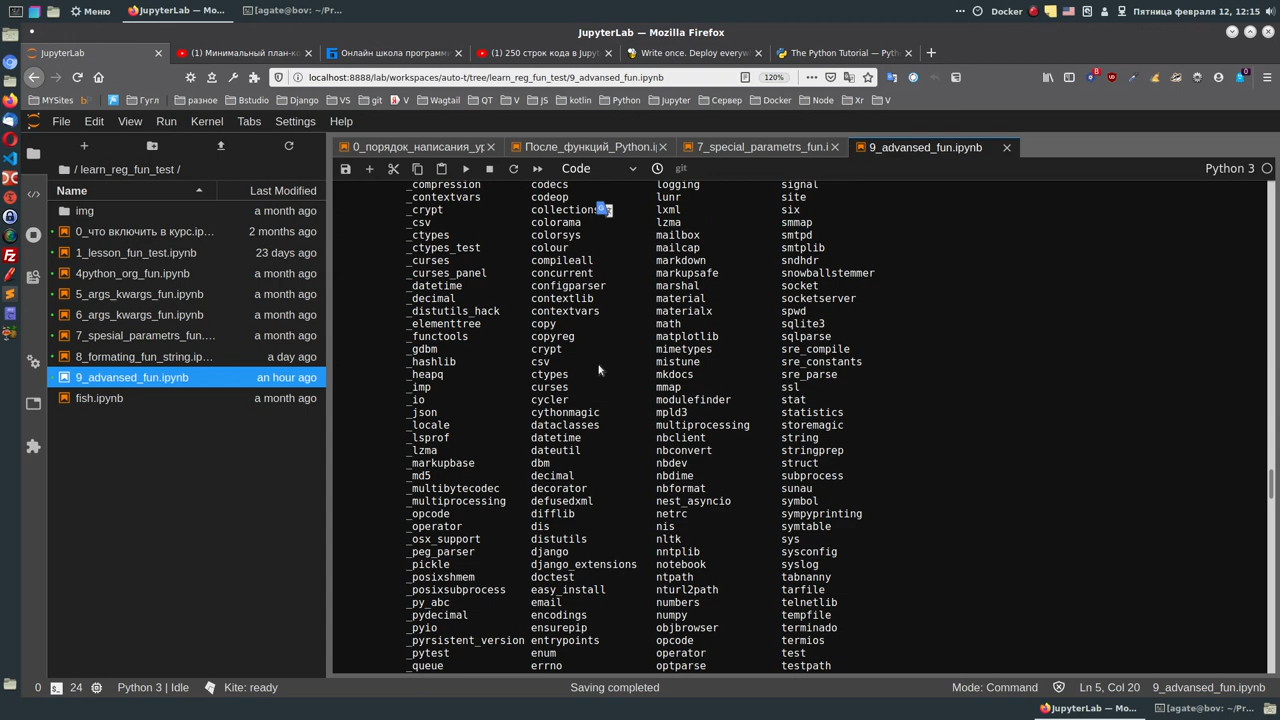 Меню
JupyterLab — Mo...
[agate@bov: ~/Pr...
Docker
Пятница февраля 12, 12:15
JupyterLab — Mozilla Firefox
JupyterLab
(1) Минимальный план-к
Онлайн школа програм
(1) 250 строк кода в Jupyt
Write once. Deploy every
The Python Tutorial — Pyth
localhost:8888/lab/workspaces/auto-t/tree/learn_reg_fun_test/9_advansed_fun.ipynb
120%
MYSites
Гугл
разное
Bstudio
Django
VS
git
V
Wagtail
QT
V
JS
kotlin
Python
Jupyter
Сервер
Docker
Node
Xr
V
File
Edit
View
Run
Kernel
Tabs
Settings
Help
0_порядок_написания_ур
После_функций_Python.i
7_special_parametrs_fun.i
9_advansed_fun.ipynb
/ learn_reg_fun_test /
Code
git
Python 3
Name
Last Modified
img a month ago
0_что включить в курс.ip... 2 months ago
1_lesson_fun_test.ipynb 23 days ago
4python_org_fun.ipynb a month ago
5_args_kwargs_fun.ipynb a month ago
6_args_kwargs_fun.ipynb a month ago
7_spesial_parametrs_fun.... a month ago
8_formating_fun_string.ip... a day ago
9_advansed_fun.ipynb an hour ago
fish.ipynb a month ago
_compression codecs logging signal
_contextvars codeop lunr site
_crypt collections lxml six
_csv colorama lzma smmap
_ctypes colorsys mailbox smtpd
_ctypes_test colour mailcap smtplib
_curses compileall markdown sndhdr
_curses_panel concurrent markupsafe snowballstemmer
_datetime configparser marshal socket
_decimal contextlib material socketserver
_distutils_hack contextvars materialx spwd
_elementtree copy math sqlite3
_functools copyreg matplotlib sqlparse
_gdbm crypt mimetypes sre_compile
_hashlib csv mistune sre_constants
_heapq ctypes mkdocs sre_parse
_imp curses mmap ssl
_io cycler modulefinder stat
_json cythonmagic mpld3 statistics
_locale dataclasses multiprocessing storemagic
_lsprof datetime nbclient string
_lzma dateutil nbconvert stringprep
_markupbase dbm nbdev struct
_md5 decimal nbdime subprocess
_multibytecodec decorator nbformat sunau
_multiprocessing defusedxml nest_asyncio symbol
_opcode difflib netrc sympyprinting
_operator dis nis symtable
_osx_support distutils nltk sys
_peg_parser django nntplib sysconfig
_pickle django_extensions notebook syslog
_posixshmem doctest ntpath tabnanny
_posixsubprocess easy_install nturl2path tarfile
_py_abc email numbers telnetlib
_pydecimal encodings numpy tempfile
_pyio ensurepip objbrowser terminado
_pyrsistent_version entrypoints opcode termios
_pytest enum operator test
_queue errno optparse testpath
0
24
Python 3 | Idle
Kite: ready
Saving completed
Mode: Command
Ln 5, Col 20
9_advansed_fun.ipynb
JupyterLab — Mo...
[agate@bov: ~/Pr...